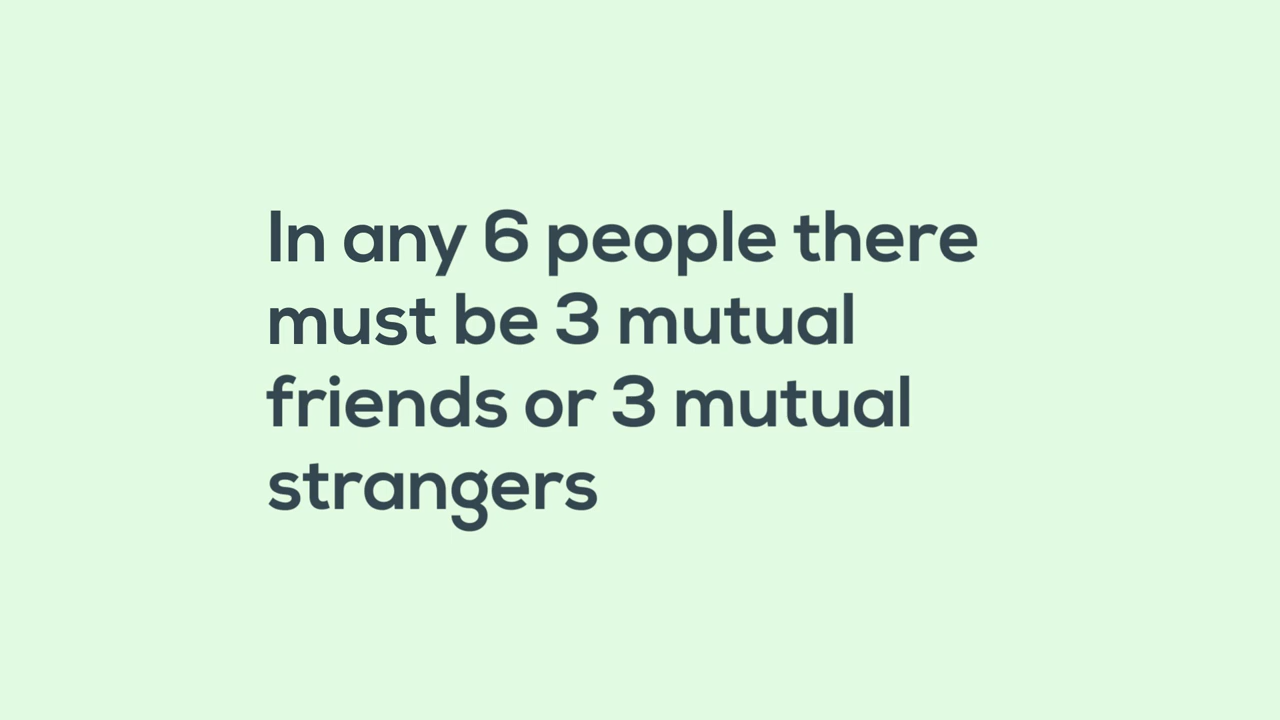 In any 6 people there
must be 3 mutual
friends or 3 mutual
strangers